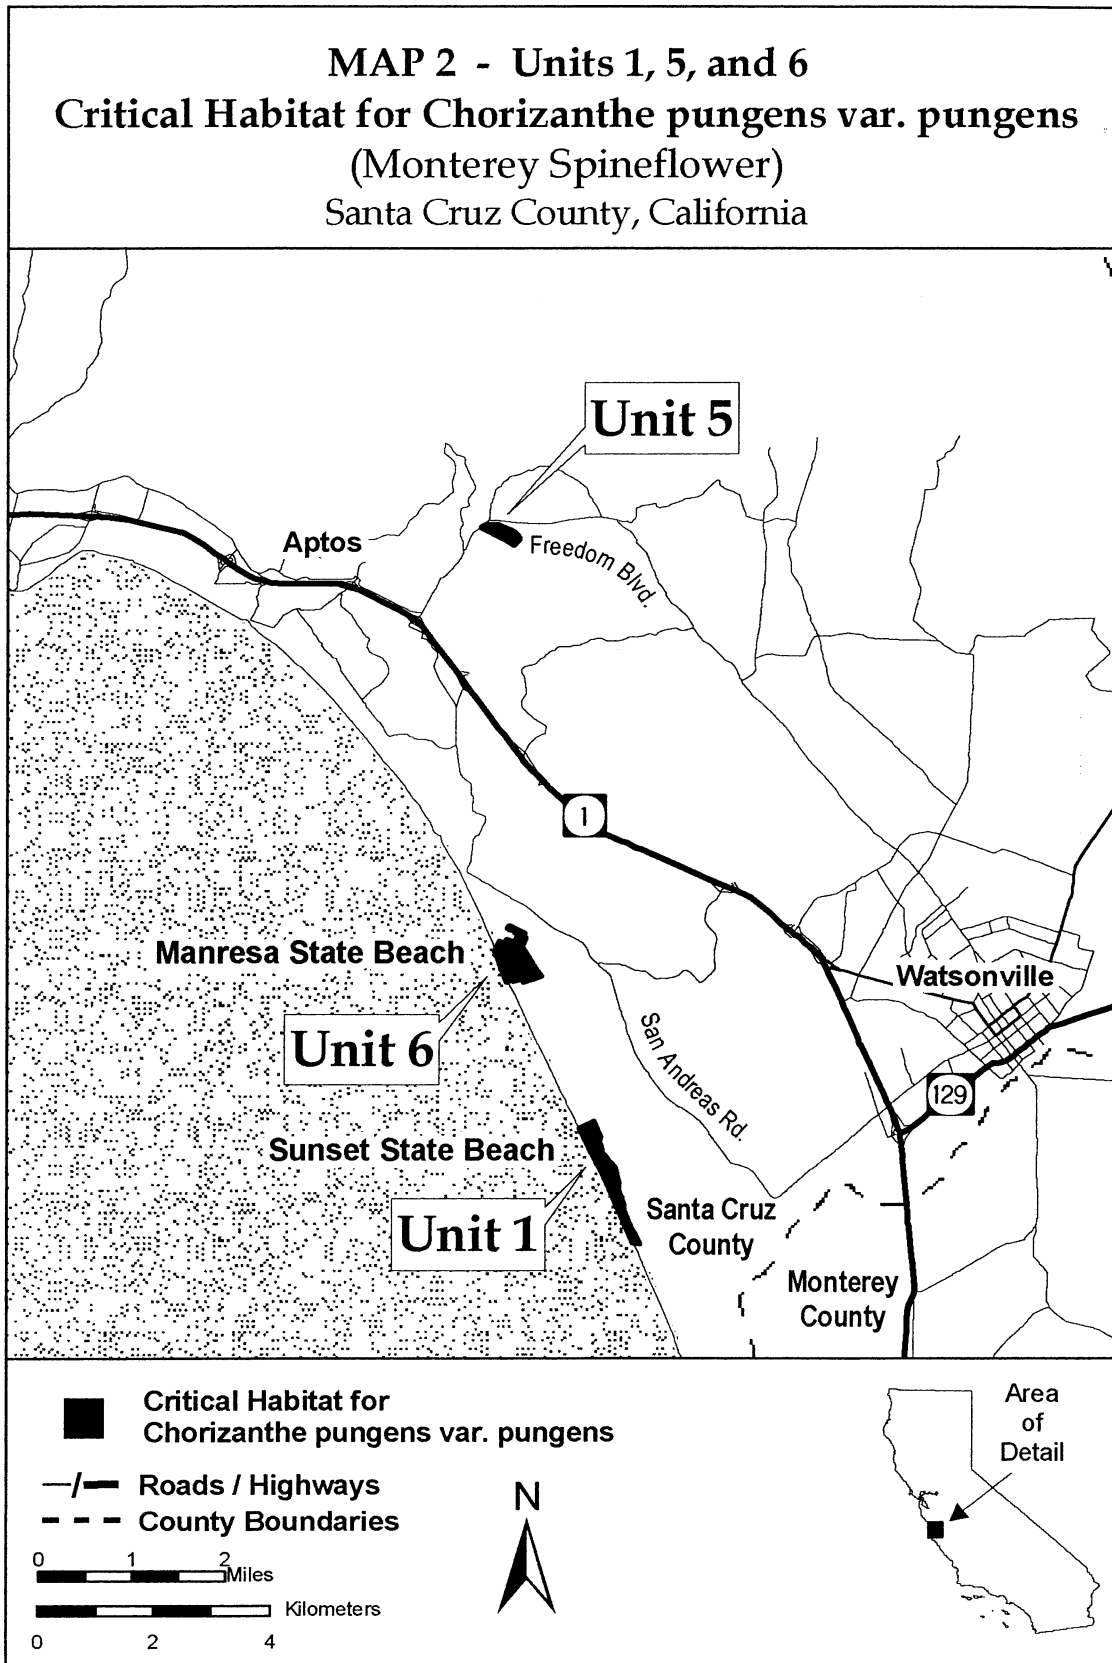 MAP 2 - Units 1, 5, and 6
Critical Habitat for Chorizanthe pungens var. pungens
(Monterey Spineflower)
Santa Cruz County, California
Unit 5
Aptos
Freedom Blvd.
1
Manresa State Beach
Watsonville
Unit 6
San Andreas Rd.
129
Sunset State Beach
Unit 1
Santa Cruz
County
Monterey
County
Critical Habitat for
Chorizanthe pungens var. pungens
Roads / Highways
County Boundaries
0 1 2
Miles
Kilometers
0 2 4
N
Area
of
Detail